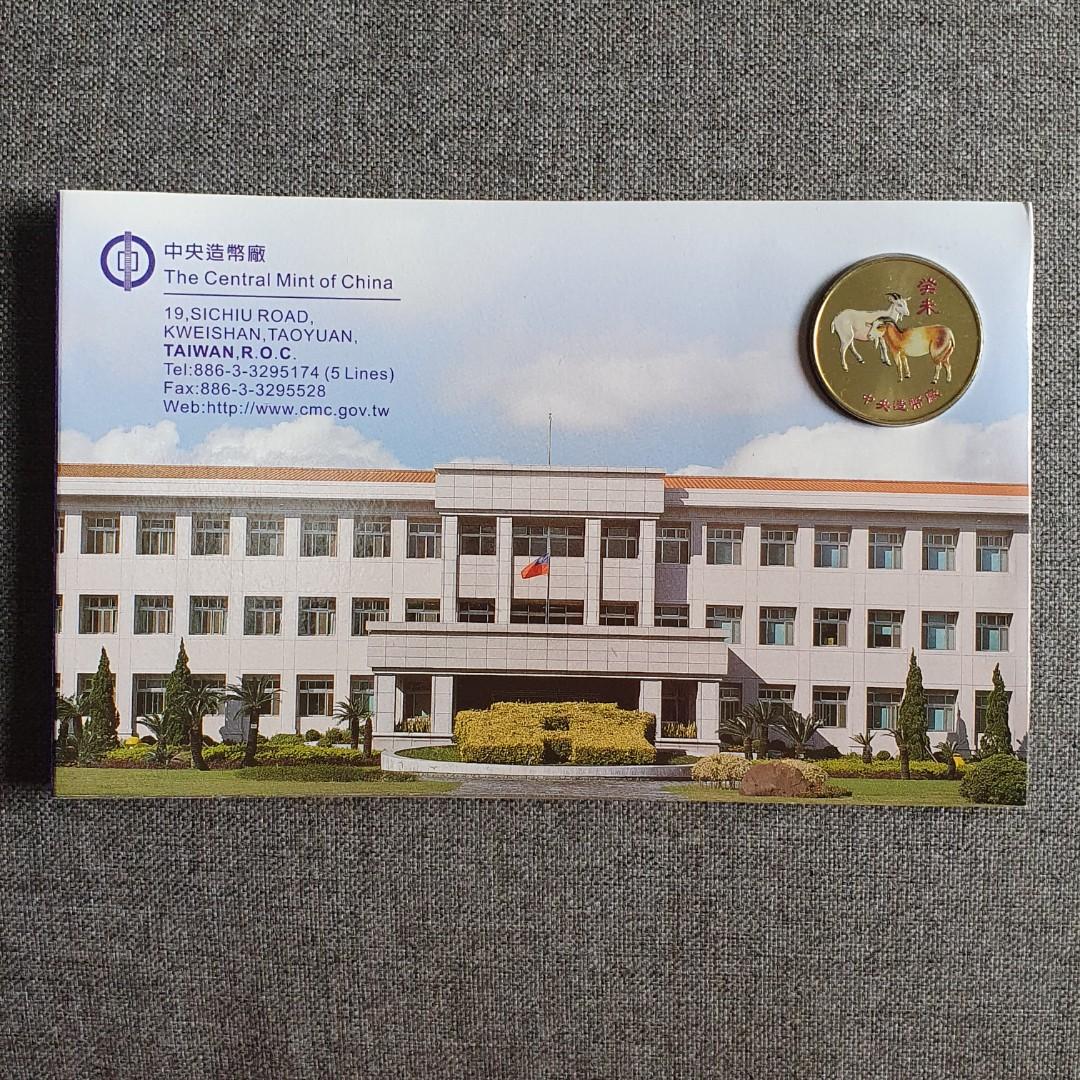 中央造幣廠
The Central Mint of China
19,SICHIU ROAD,
KWEISHAN,TAOYUAN,
TAIWAN,R.O.C.
Tel:886-3-3295174 (5 Lines)
Fax:886-3-3295528
Web:http://www.cmc.gov.tw
癸未
中央造幣廠